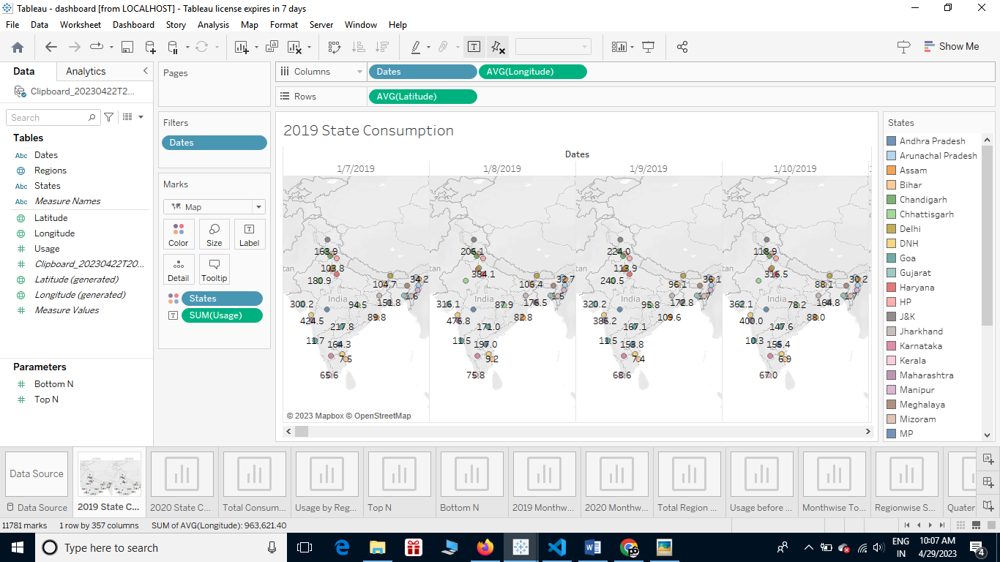 Tableau - dashboard [from LOCALHOST] - Tableau license expires in 7 days
File Data Worksheet Dashboard Story Analysis Map Format Server Window Help
Show Me
Data Analytics
Clipboard_20230422T2...
Search
Tables
Abc Dates
Regions
Abc States
Abc Measure Names
Latitude
Longitude
Usage
Clipboard_20230422T20...
Latitude (generated)
Longitude (generated)
Measure Values
Parameters
Bottom N
Top N
Pages
Filters
Dates
Marks
Map
Color Size Label
Detail Tooltip
States
SUM(Usage)
Columns Dates AVG(Longitude)
Rows AVG(Latitude)
2019 State Consumption
Dates
1/7/2019 1/8/2019 1/9/2019 1/10/2019
163.9 206.1 224.0 118.9
103.8 384.1 113.9 316.5
180.9 104.7 34.2 106.4 32.7 240.5 96.1 36.1 88.1 30.2
India India India India
300.2 94.5 151.8 1.6 316.1 87.9 176.5 1.5 320.2 95.8 172.8 1.7 362.1 78.2 164.8 1.7
424.5 89.8 476.8 82.8 386.2 109.6 400.0 88.0
217.8 171.0 167.1 147.6
11.7 164.3 11.5 197.0 11.5 153.8 10.3 155.4
7.5 9.2 7.4 6.9
65.6 75.8 68.6 67.0
© 2023 Mapbox © OpenStreetMap
States
Andhra Pradesh
Arunachal Pradesh
Assam
Bihar
Chandigarh
Chhattisgarh
Delhi
DNH
Goa
Gujarat
Haryana
HP
J&K
Jharkhand
Karnataka
Kerala
Maharashtra
Manipur
Meghalaya
Mizoram
MP
Data Source
Data Source 2019 State C... 2020 State C... Total Consum... Usage by Reg... Top N Bottom N 2019 Monthw... 2020 Monthw... Total Region ... Usage before ... Monthwise To... Regionwise S... Quater
11781 marks 1 row by 357 columns SUM of AVG(Longitude): 963,621.40
Type here to search
ENG
IN
10:07 AM
4/29/2023
4